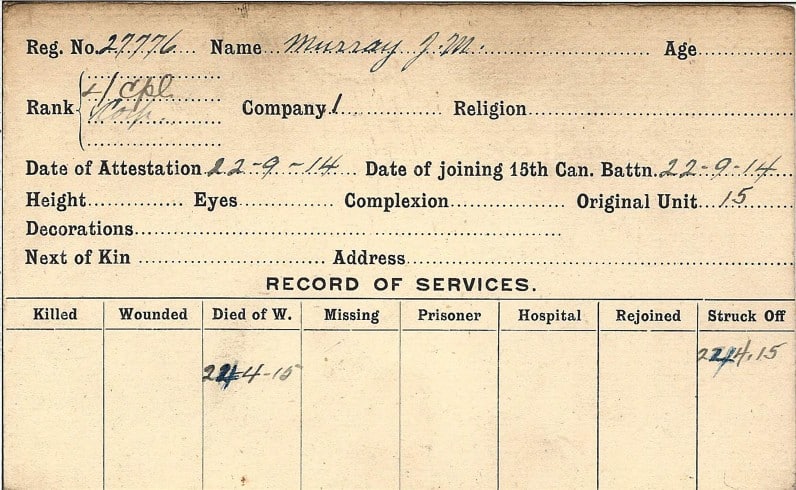 Reg. No. 27776 Name Murray J. M. Age
L/Cpl
Rank Corp. Company 1 Religion
Date of Attestation 22-9-14 Date of joining 15th Can. Battn. 22-9-14
Height Eyes Complexion Original Unit 15
Decorations
Next of Kin Address
RECORD OF SERVICES.
Killed Wounded Died of W. Missing Prisoner Hospital Rejoined Struck Off
4-15 4.15